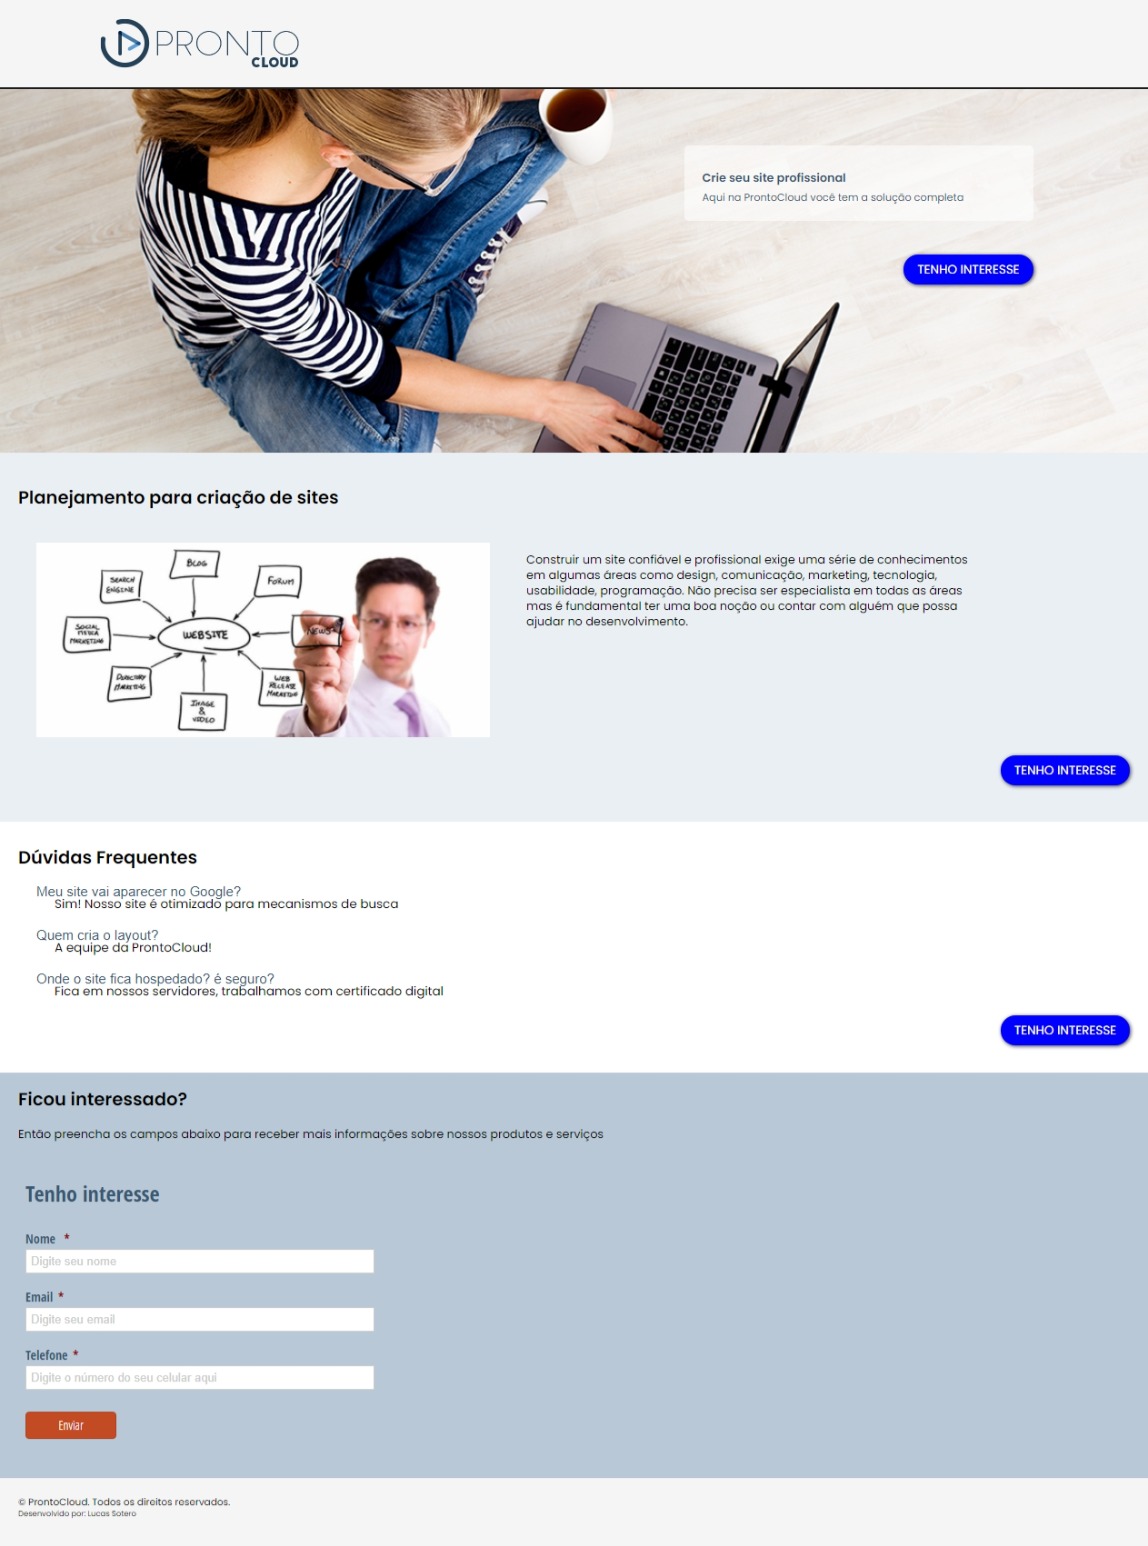 PRONTO
CLOUD
Crie seu site profissional
Aqui na ProntoCloud você tem a solução completa
TENHO INTERESSE
Planejamento para criação de sites
BLOG
SEARCH ENGINE
FORUM
SOCIAL MEDIA MARKETING
WEBSITE
NEWS
DIRECTORY MARKETING
WEB RELEASE MARKETING
IMAGE & VIDEO
Construir um site confiável e profissional exige uma série de conhecimentos
em algumas áreas como design, comunicação, marketing, tecnologia,
usabilidade, programação. Não precisa ser especialista em todas as áreas
mas é fundamental ter uma boa noção ou contar com alguém que possa
ajudar no desenvolvimento.
TENHO INTERESSE
Dúvidas Frequentes
Meu site vai aparecer no Google?
Sim! Nosso site é otimizado para mecanismos de busca
Quem cria o layout?
A equipe da ProntoCloud!
Onde o site fica hospedado? é seguro?
Fica em nossos servidores, trabalhamos com certificado digital
TENHO INTERESSE
Ficou interessado?
Então preencha os campos abaixo para receber mais informações sobre nossos produtos e serviços
Tenho interesse
Nome *
Digite seu nome
Email *
Digite seu email
Telefone *
Digite o número do seu celular aqui
Enviar
© ProntoCloud. Todos os direitos reservados.
Desenvolvido por: Lucas Sotero